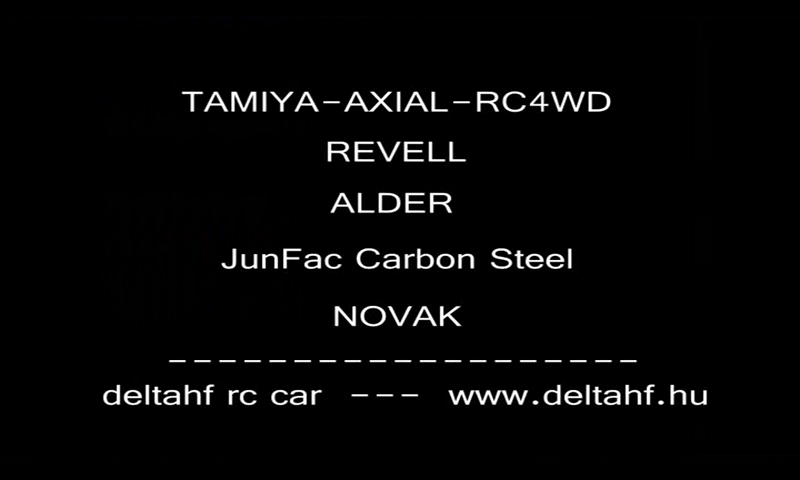 TAMIYA-AXIAL-RC4WD
REVELL
ALDER
JunFac Carbon Steel
NOVAK
--------------------
deltahf rc car --- www.deltahf.hu